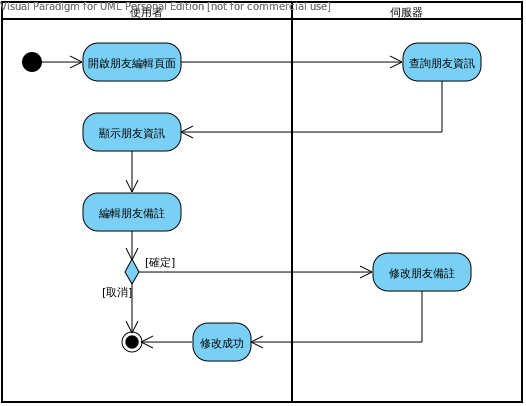 Visual Paradigm for UML Personal Edition [not for commercial use]
使用者
伺服器
開啟朋友編輯頁面
查詢朋友資訊
顯示朋友資訊
編輯朋友備註
[確定]
修改朋友備註
[取消]
修改成功